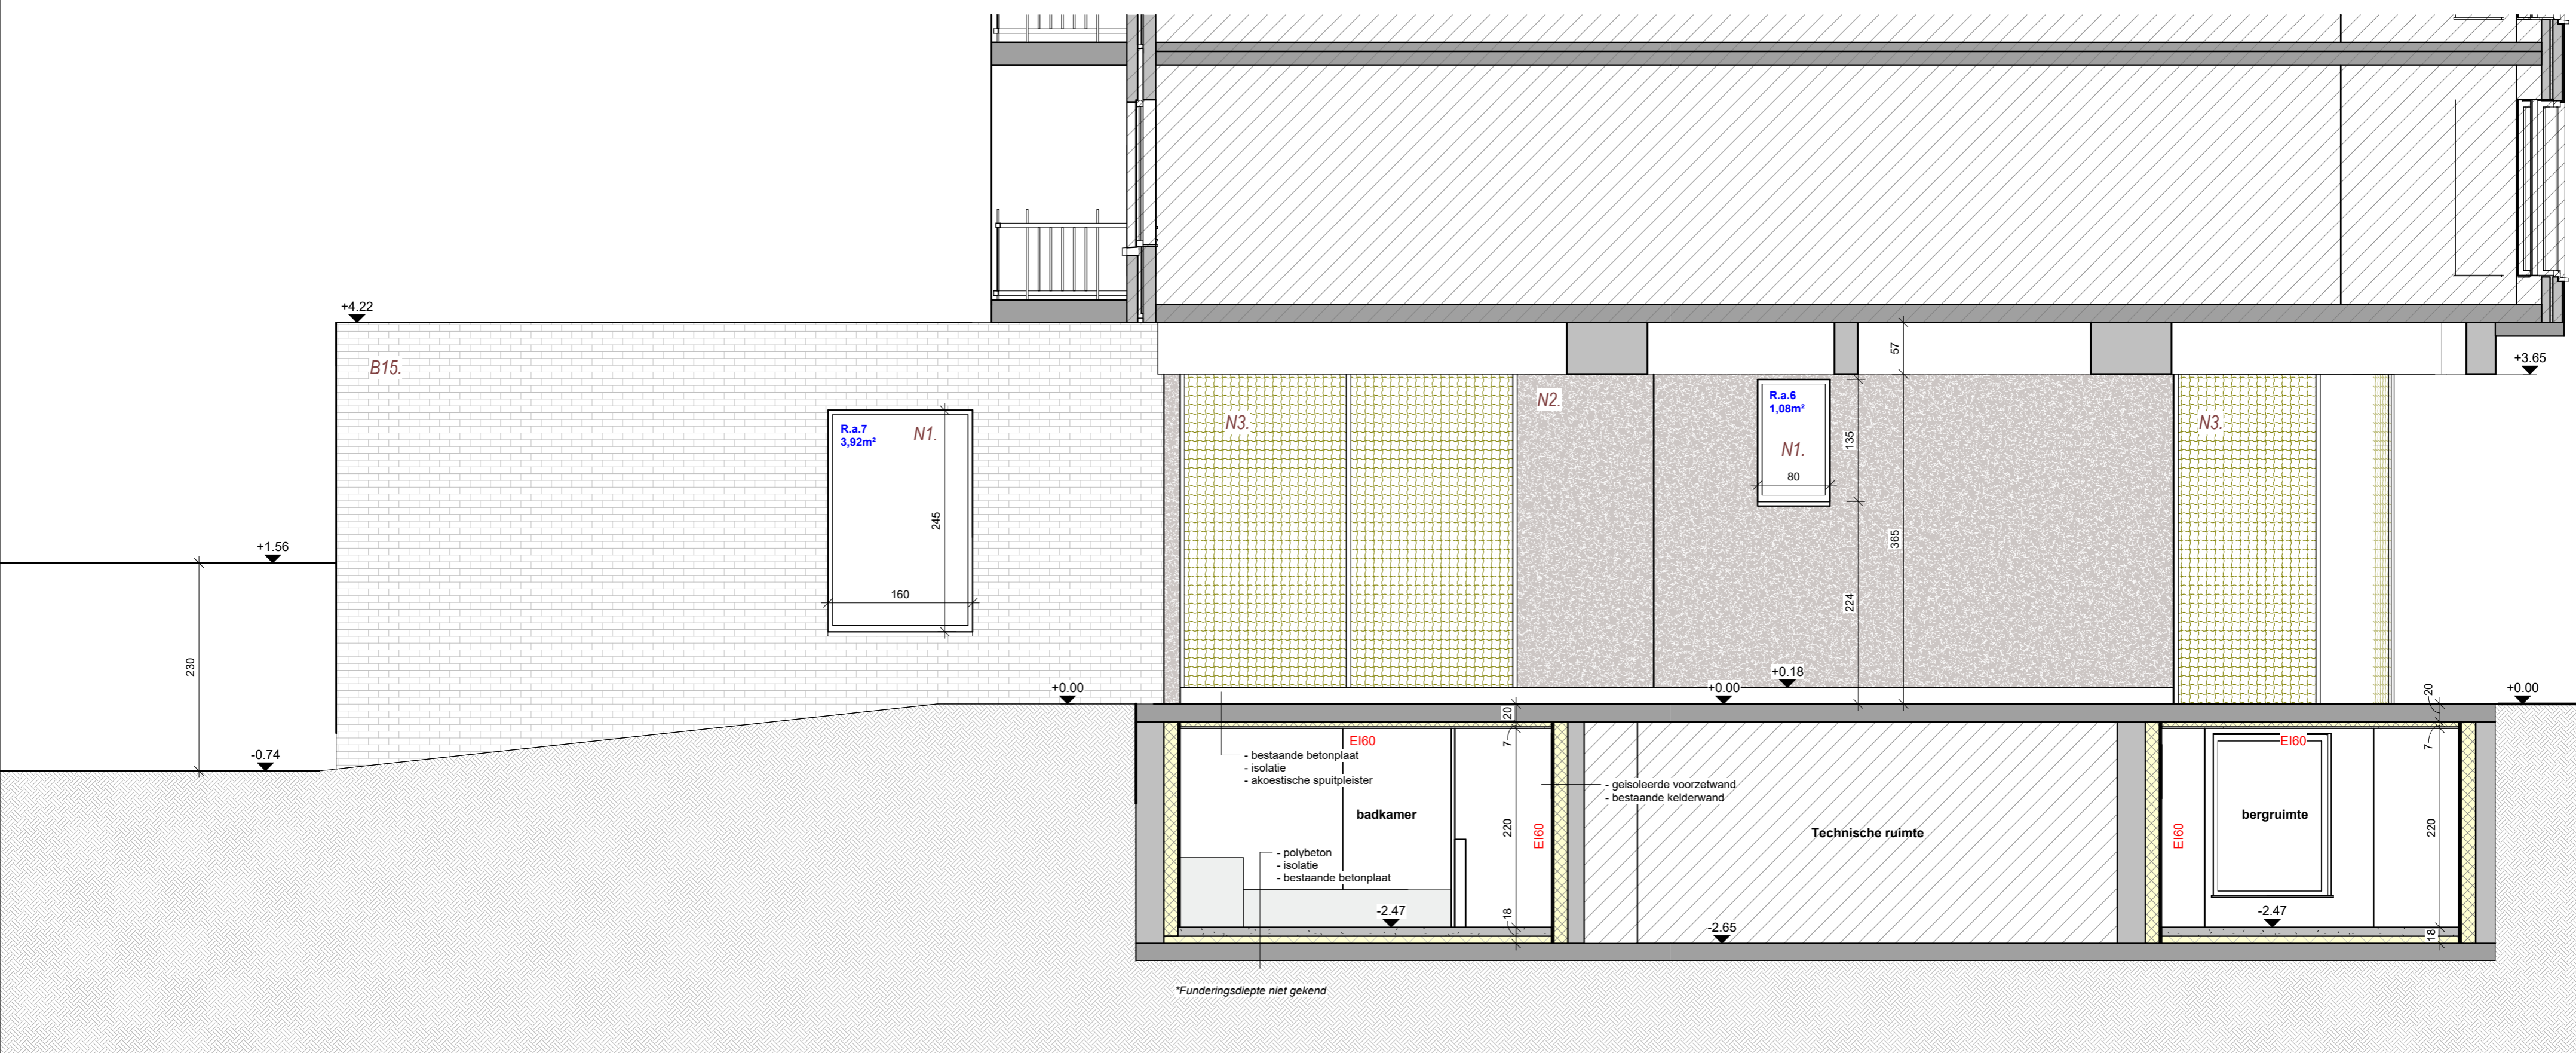 +4.22
B15.
57
+3.65
R.a.6
1,08m²
N3.
N2.
N3.
R.a.7
3,92m²
N1.
135
N1.
80
245
365
+1.56
160
224
230
+0.18
+0.00
+0.00
20
+0.00
20
-0.74
EI60
7
EI60
7
- bestaande betonplaat
- isolatie
- akoestische spuitpleister
- geisoleerde voorzetwand
- bestaande kelderwand
badkamer
220
EI60
Technische ruimte
EI60
bergruimte
220
- polybeton
- isolatie
- bestaande betonplaat
-2.47
18
-2.65
-2.47
18
*Funderingsdiepte niet gekend